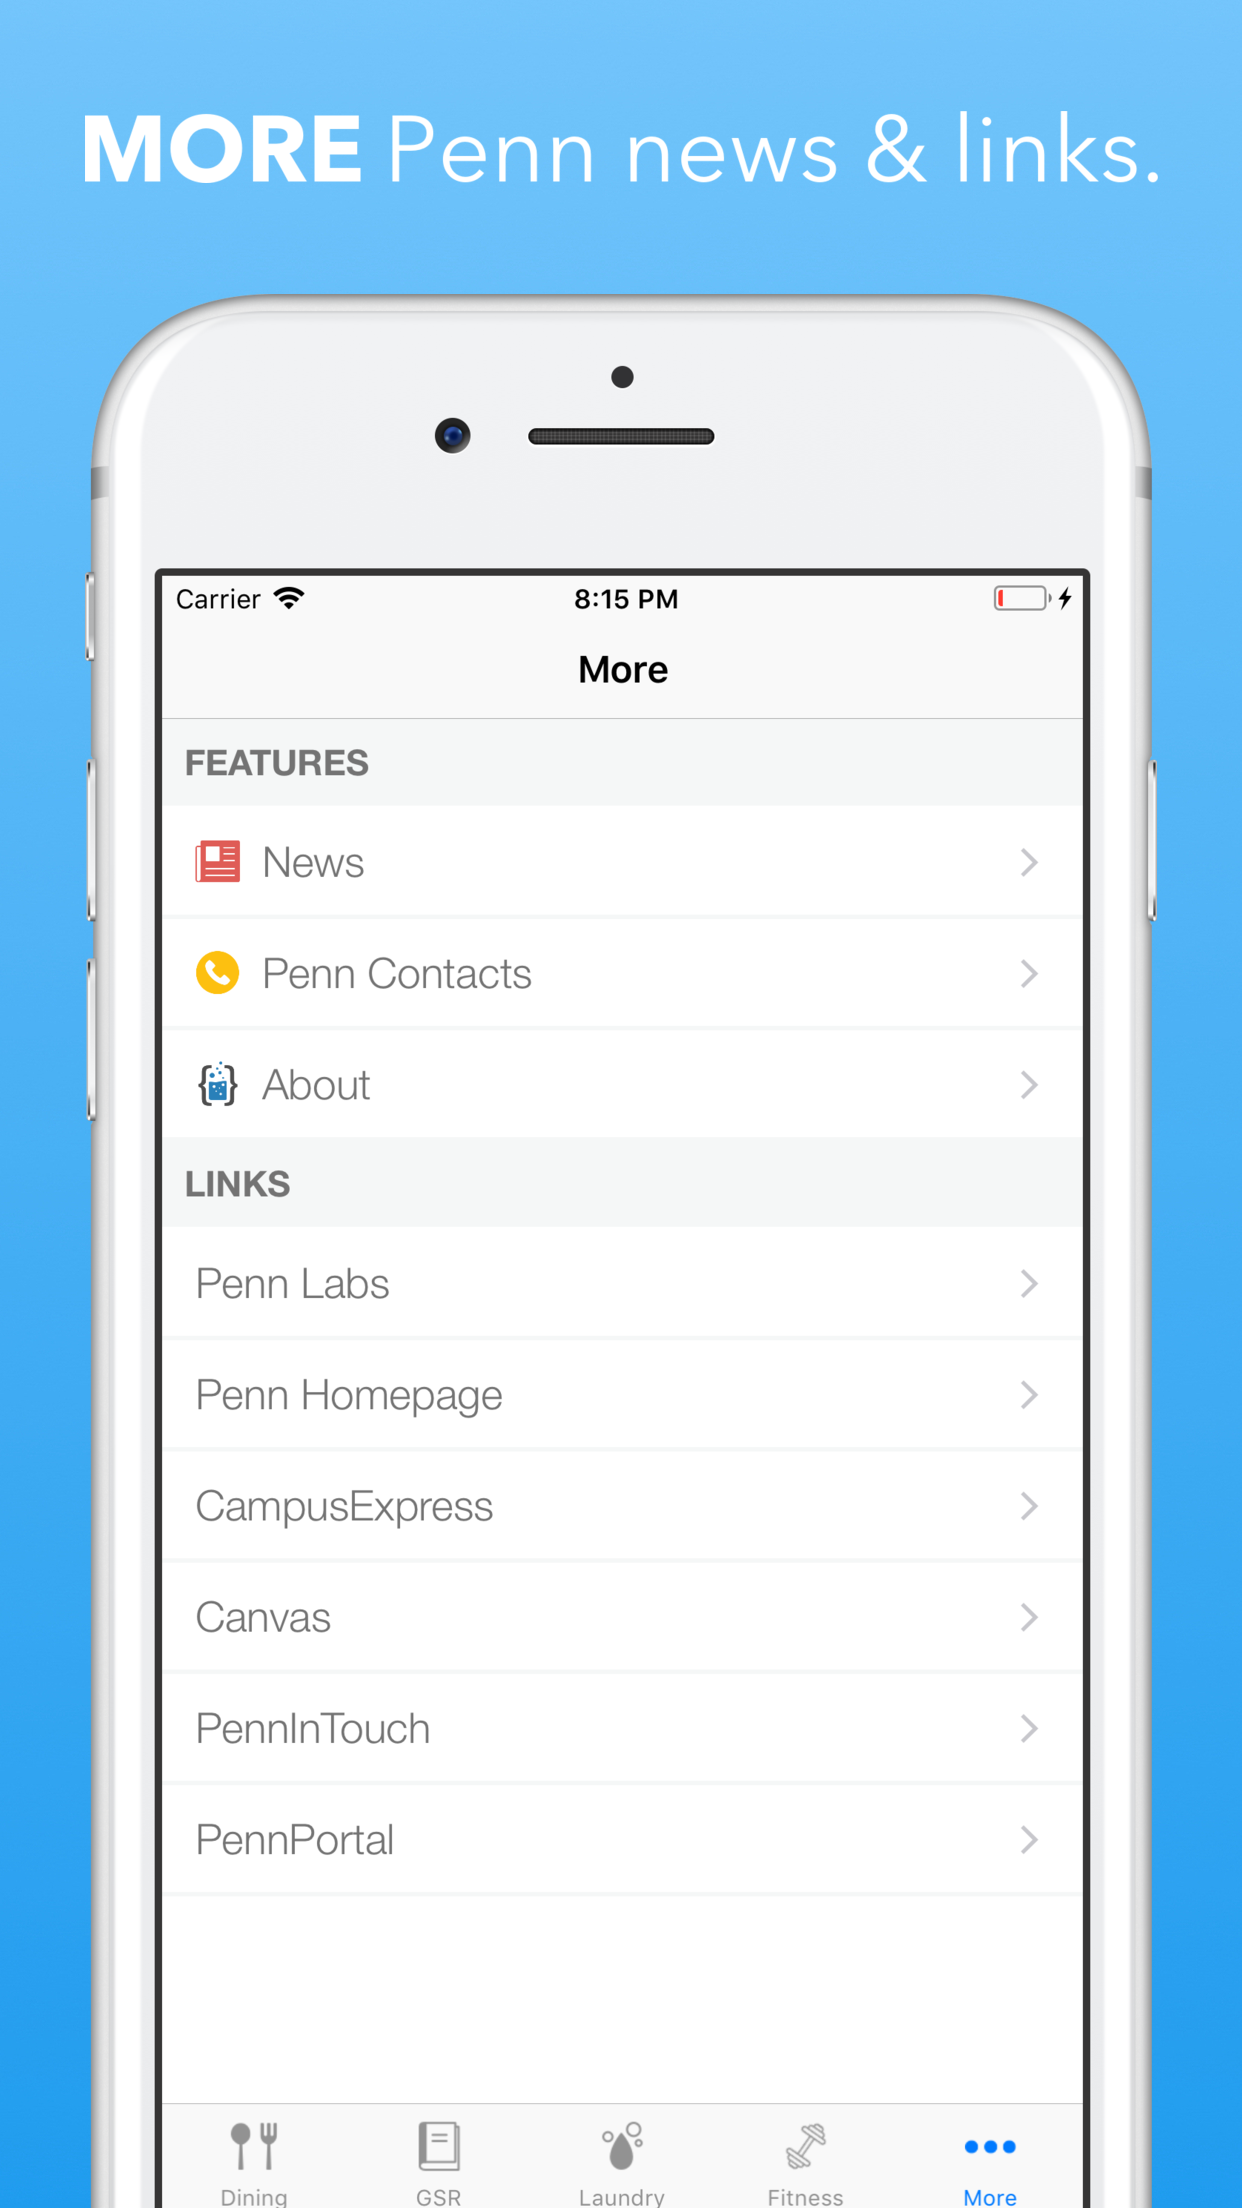 MORE Penn news & links.
Carrier 8:15 PM
More
FEATURES
News
Penn Contacts
About
LINKS
Penn Labs
Penn Homepage
CampusExpress
Canvas
PennInTouch
PennPortal
Dining GSR Laundry Fitness More